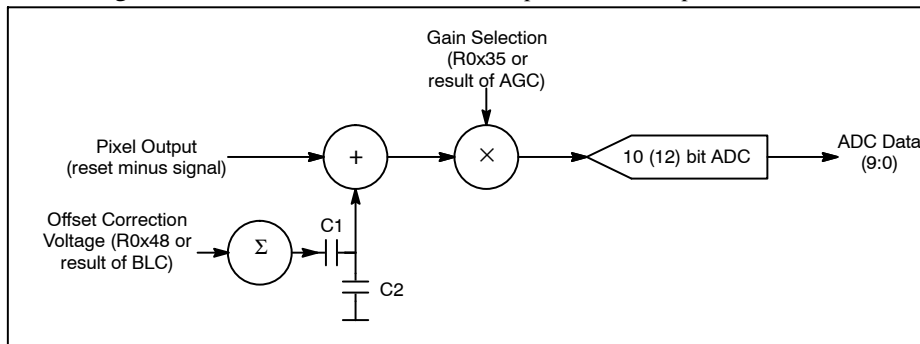 Gain Selection
(R0x35 or
result of AGC)
Pixel Output
(reset minus signal)
+
×
10 (12) bit ADC
ADC Data
(9:0)
Offset Correction
Voltage (R0x48 or
result of BLC)
Σ
C1
C2